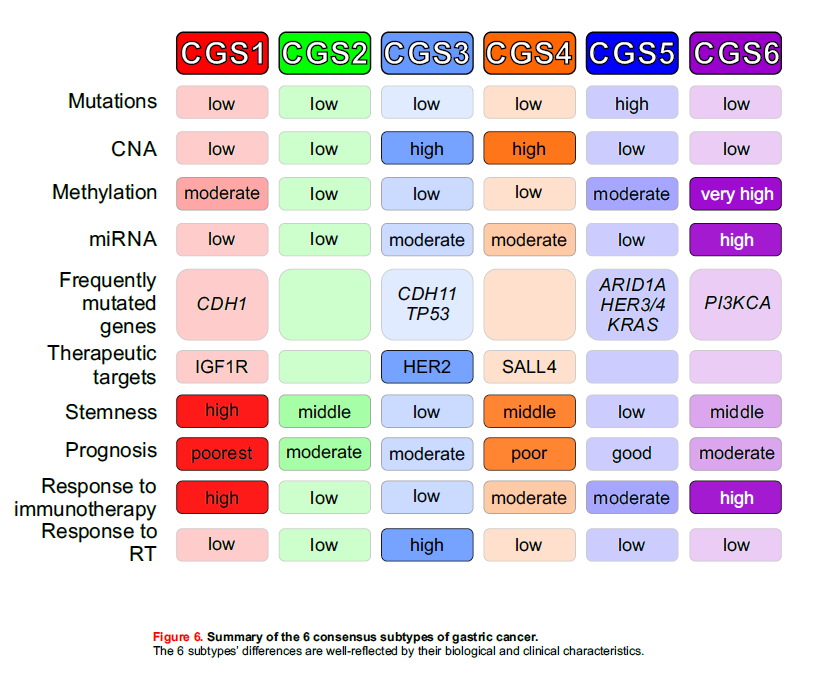 CGS1 CGS2 CGS3 CGS4 CGS5 CGS6
Mutations low low low low high low
CNA low low high high low low
Methylation moderate low low low moderate very high
miRNA low low moderate moderate low high
Frequently
mutated
genes
CDH1
CDH11
TP53
ARID1A
HER3/4
KRAS
PI3KCA
Therapeutic
targets
IGF1R HER2 SALL4
Stemness high middle low middle low middle
Prognosis poorest moderate moderate poor good moderate
Response to
immunotherapy
high low low moderate moderate high
Response to
RT
low low high low low low
Figure 6. Summary of the 6 consensus subtypes of gastric cancer.
The 6 subtypes' differences are well-reflected by their biological and clinical characteristics.